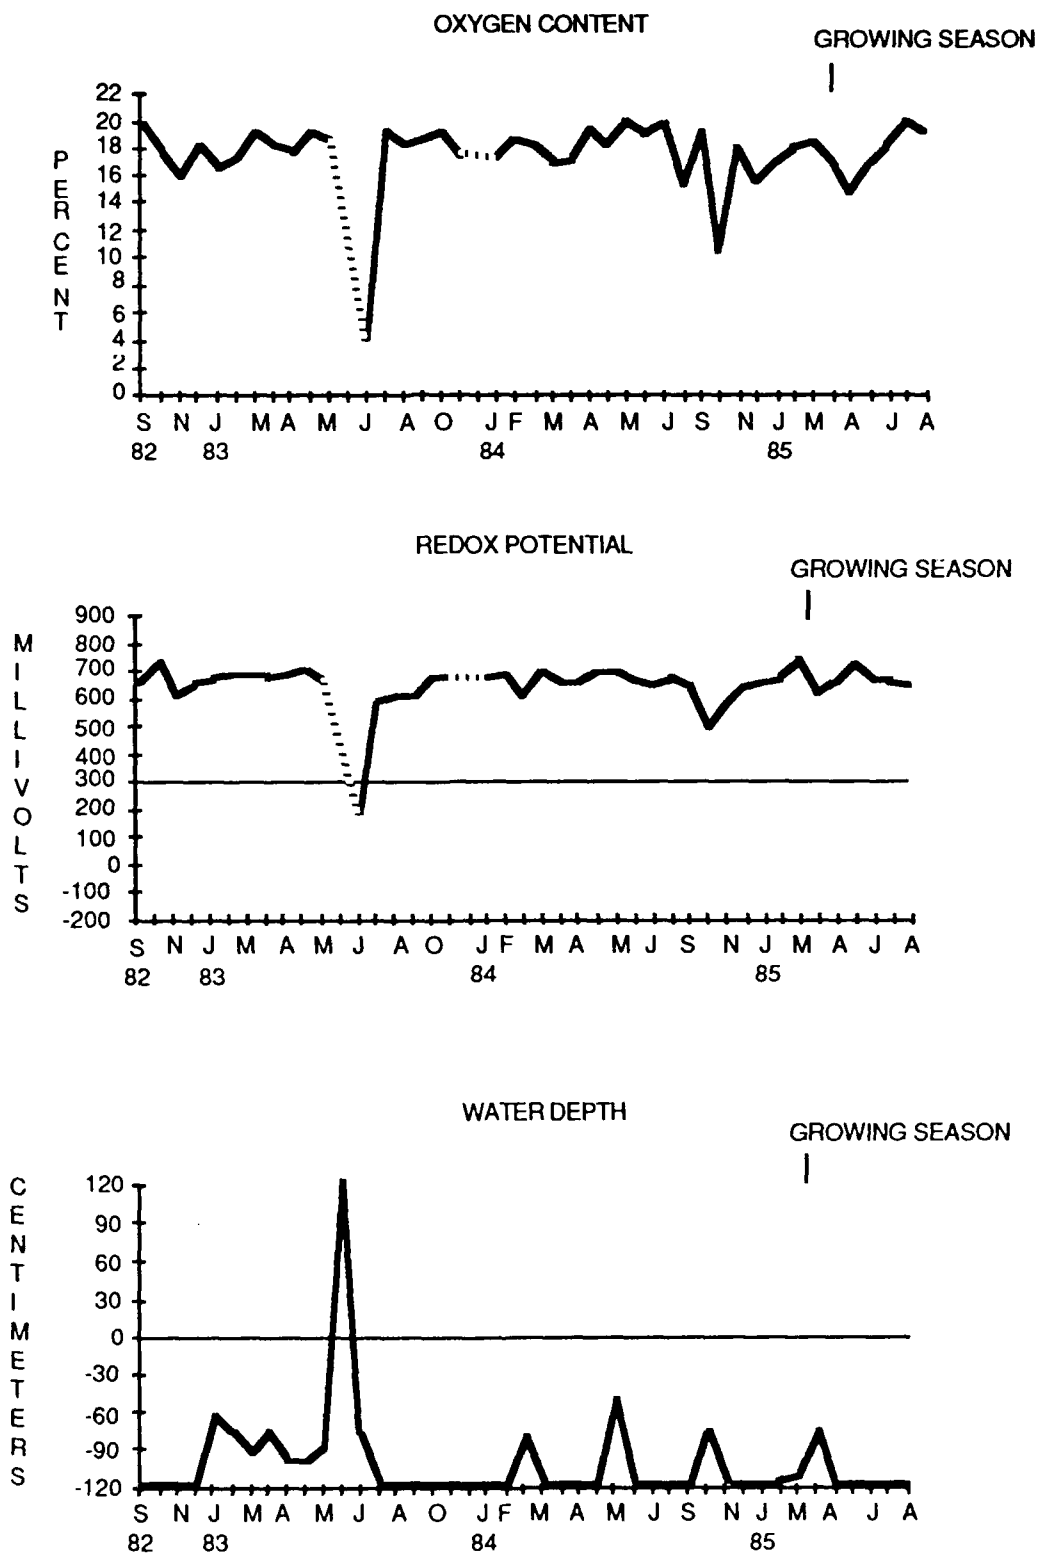 OXYGEN CONTENT
GROWING SEASON
PERCENT
22
20
18
16
14
12
10
8
6
4
2
0
S N J M A M J A O J F M A M J S N J M A J A
82 83 84 85
REDOX POTENTIAL
GROWING SEASON
MILLIVOLTS
900
800
700
600
500
400
300
200
100
0
-100
-200
S N J M A M J A O J F M A M J S N J M A J A
82 83 84 85
WATER DEPTH
GROWING SEASON
CENTIMETERS
120
90
60
30
0
-30
-60
-90
-120
S N J M A M J A O J F M A M J S N J M A J A
82 83 84 85